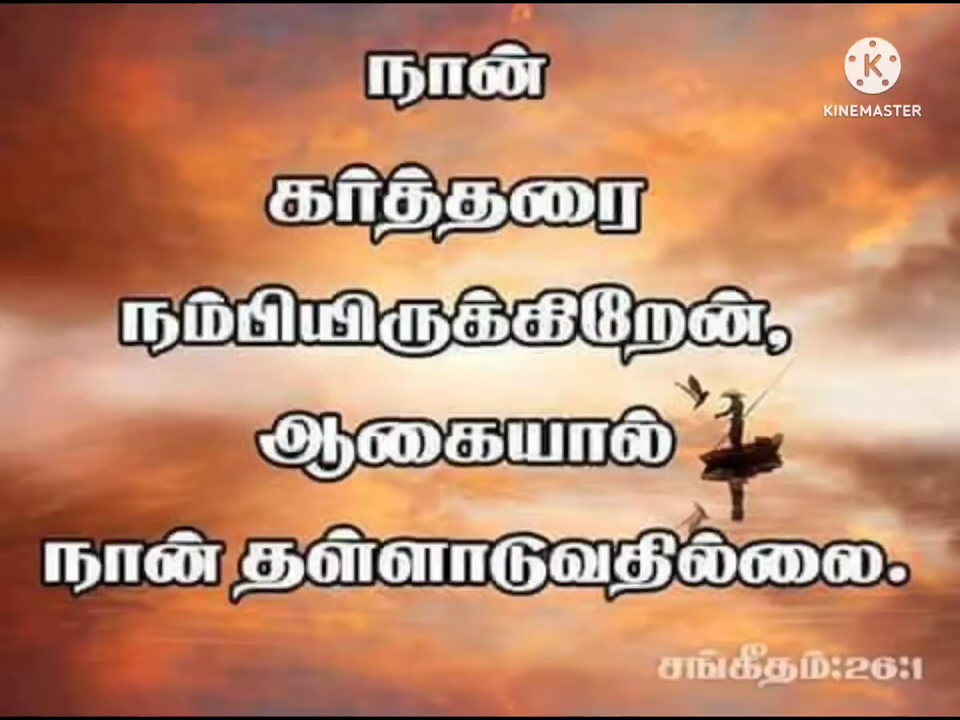 K
KINEMASTER
நான்
கர்த்தரை
நம்பியிருக்கிறேன்,
ஆகையால்
நான் தள்ளாடுவதில்லை.
சங்கீதம்:26:1